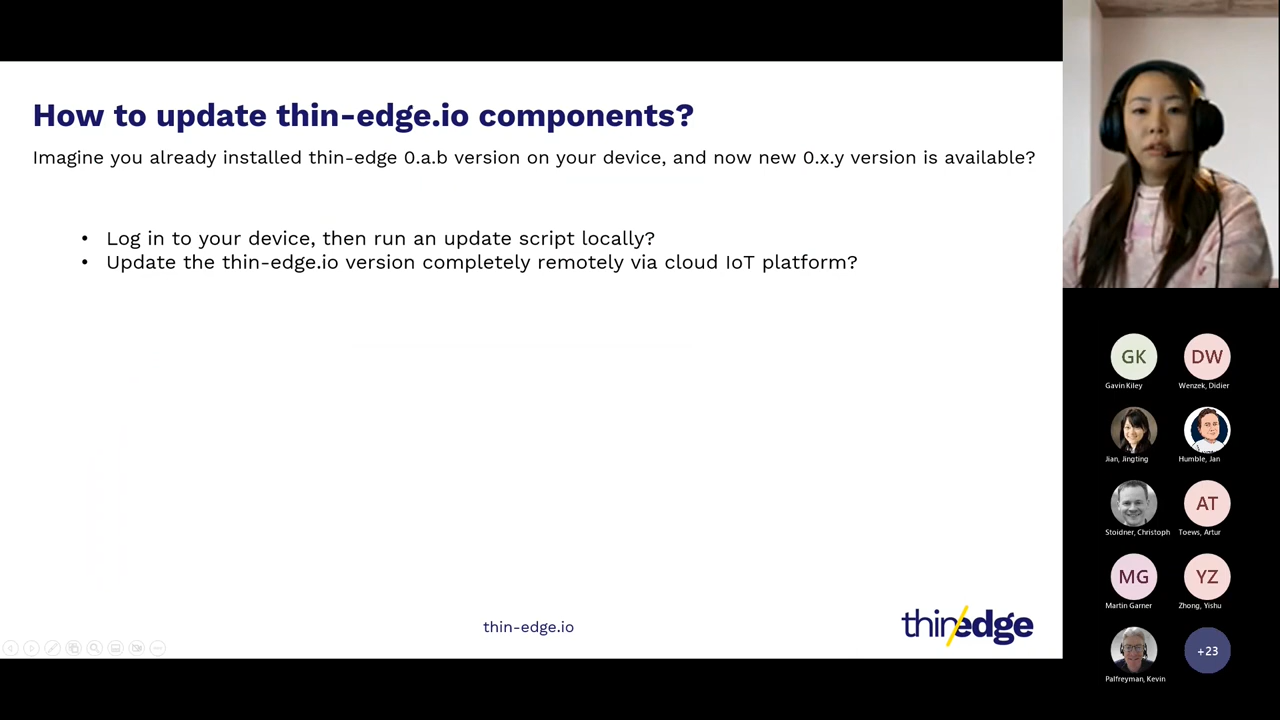 How to update thin-edge.io components?
Imagine you already installed thin-edge 0.a.b version on your device, and now new 0.x.y version is available?
• Log in to your device, then run an update script locally?
• Update the thin-edge.io version completely remotely via cloud IoT platform?
thin-edge.io
thin/edge
GK
DW
Gavin Kiley
Wenzek, Didier
Jian, Jingting
Humble, Jan
AT
Stoidner, Christoph
Toews, Artur
MG
YZ
Martin Garner
Zhong, Yishu
+23
Palfreyman, Kevin